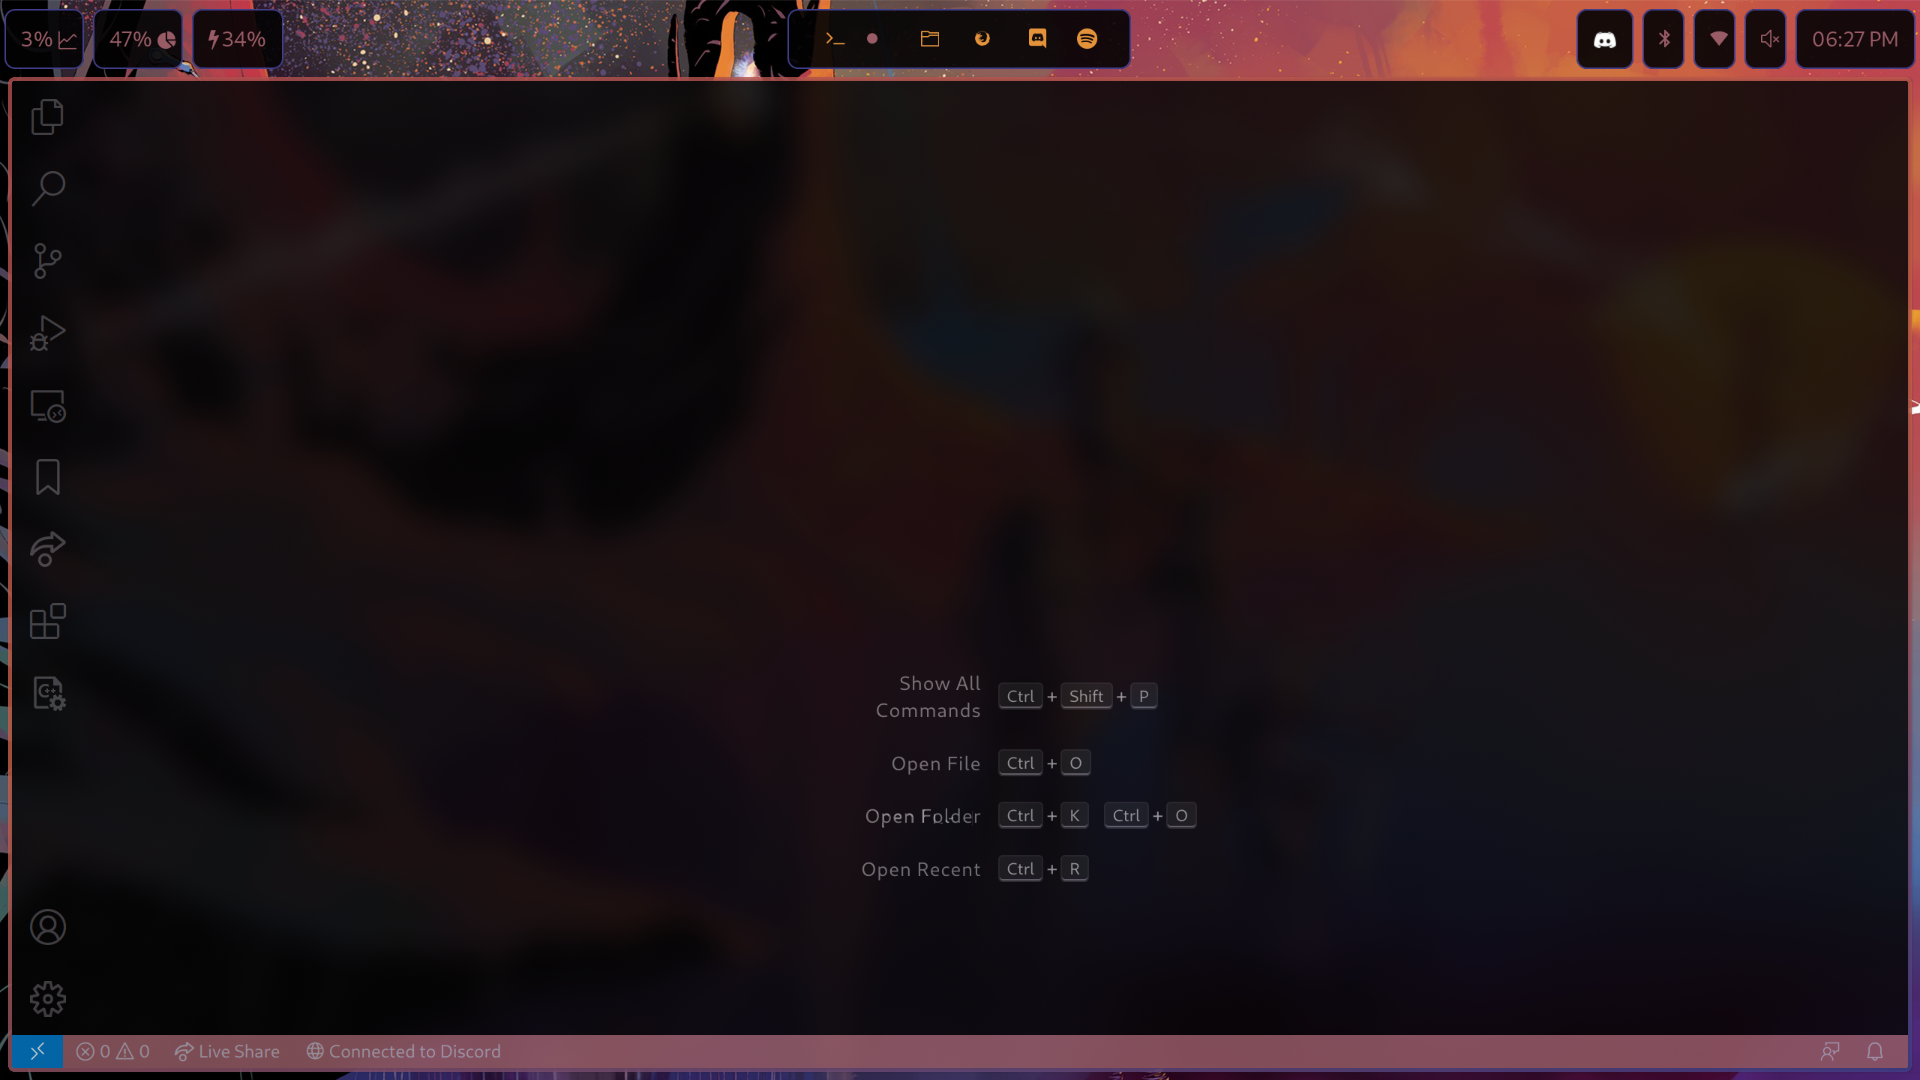 3% 47% 34% 06:27 PM
Show All
Commands Ctrl + Shift + P
Open File Ctrl + O
Open Folder Ctrl + K Ctrl + O
Open Recent Ctrl + R
0 0 Live Share Connected to Discord